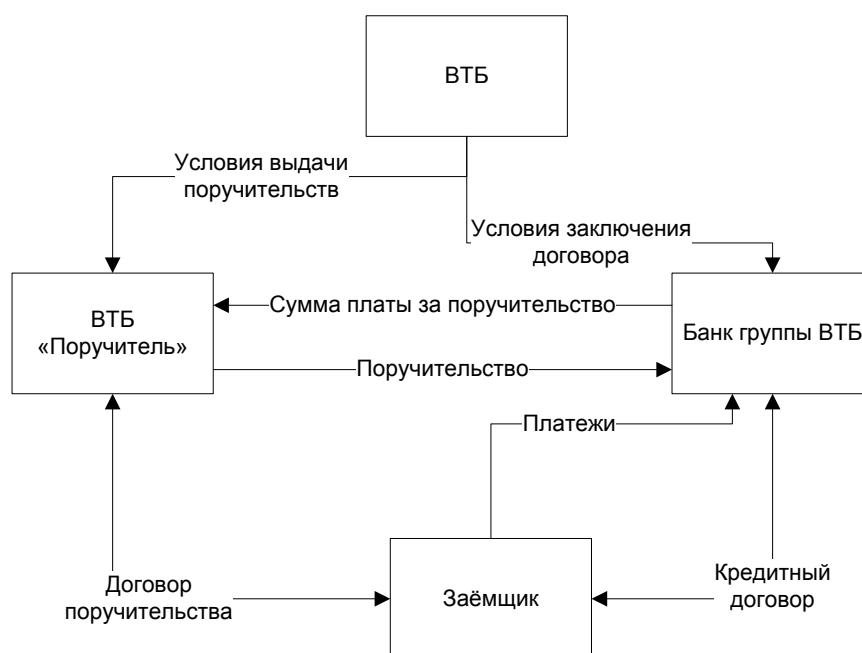 ВТБ
Условия выдачи
поручительств
Условия заключения
договора
ВТБ
«Поручитель»
Сумма платы за поручительство
Банк группы ВТБ
Поручительство
Платежи
Договор
поручительства
Заёмщик
Кредитный
договор